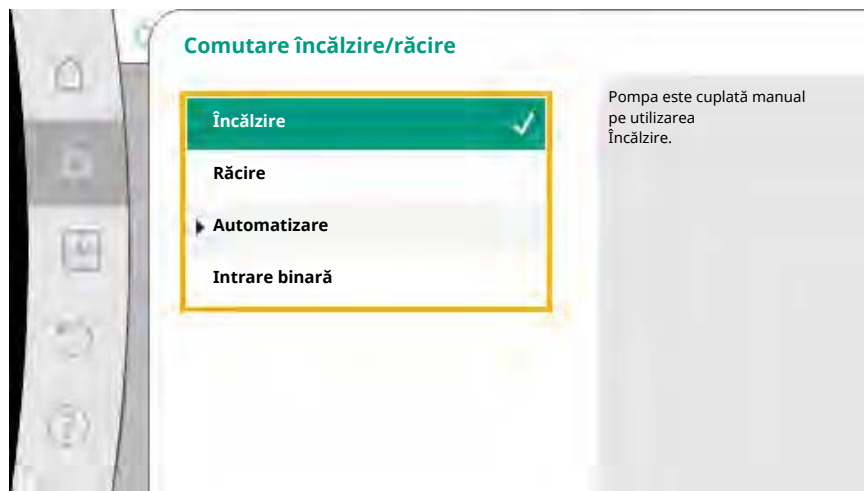 Comutare încălzire/răcire
Încălzire
Răcire
Automatizare
Intrare binară
Pompa este cuplată manual
pe utilizarea
Încălzire.